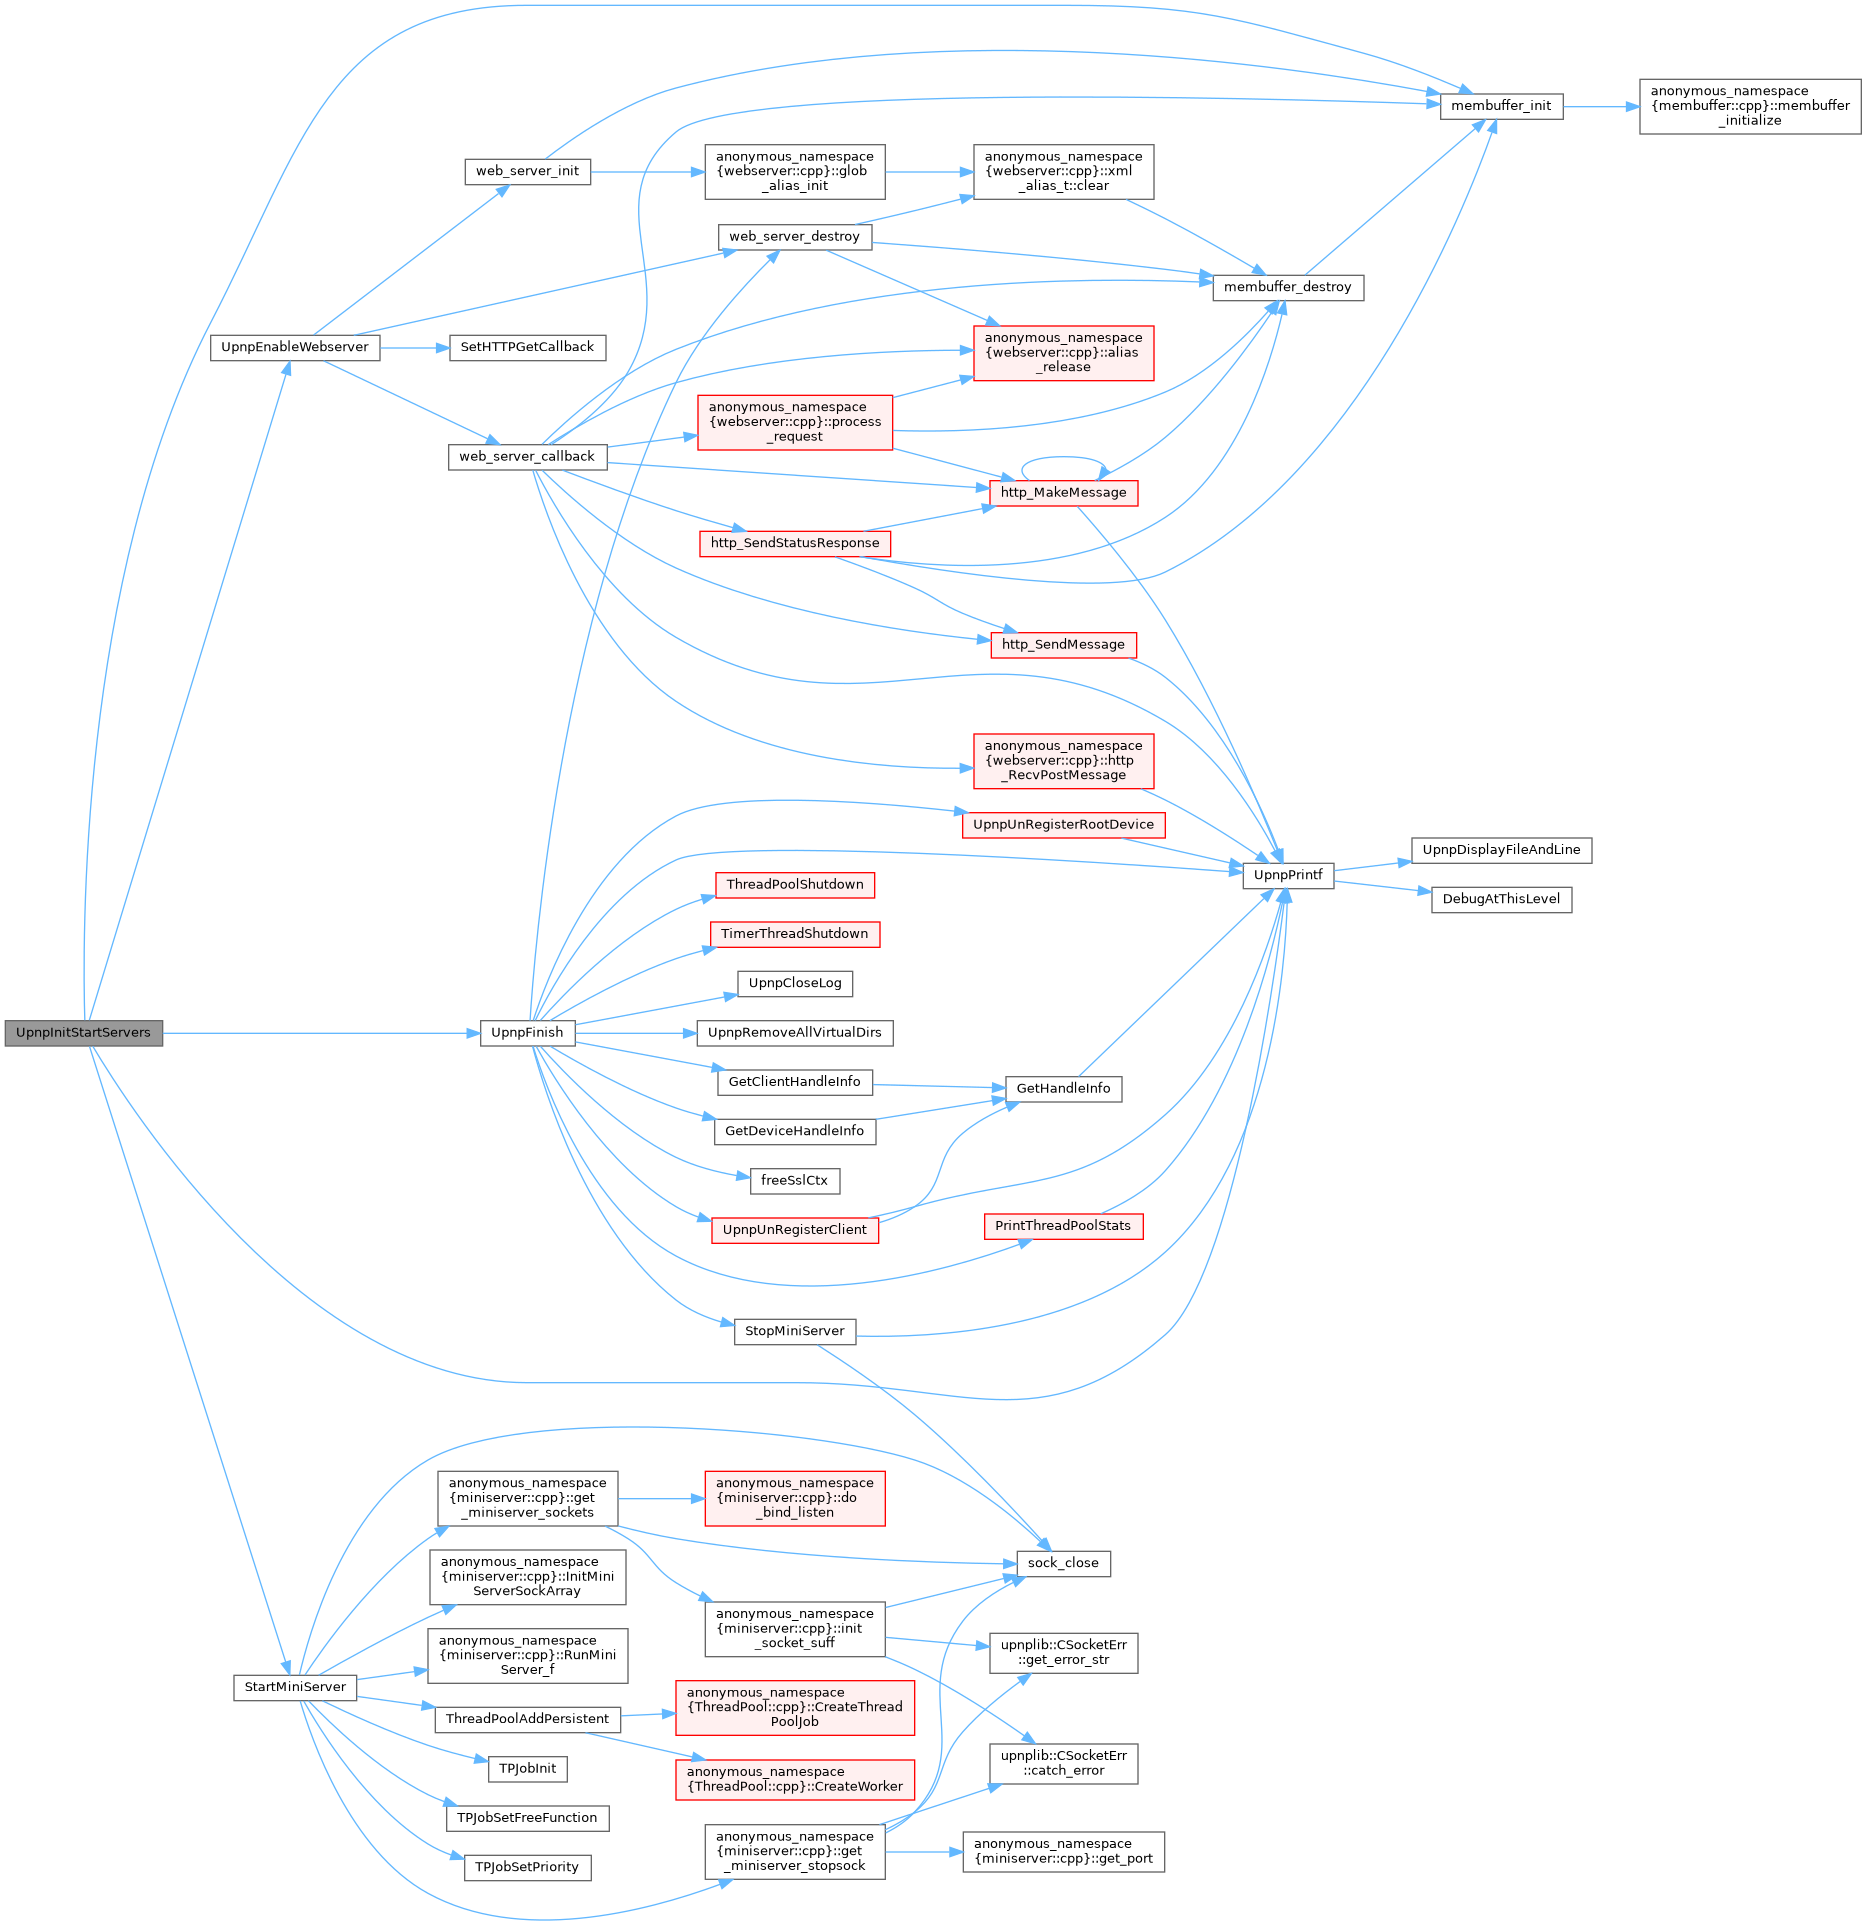 anonymous_namespace
{membuffer::cpp}::membuffer
_initialize
membuffer_init
web_server_init
anonymous_namespace
{webserver::cpp}::glob
_alias_init
anonymous_namespace
{webserver::cpp}::xml
_alias_t::clear
web_server_destroy
membuffer_destroy
UpnpEnableWebserver
SetHTTPGetCallback
anonymous_namespace
{webserver::cpp}::alias
_release
anonymous_namespace
{webserver::cpp}::process
_request
web_server_callback
http_MakeMessage
http_SendStatusResponse
http_SendMessage
anonymous_namespace
{webserver::cpp}::http
_RecvPostMessage
UpnpUnRegisterRootDevice
UpnpDisplayFileAndLine
ThreadPoolShutdown
UpnpPrintf
DebugAtThisLevel
TimerThreadShutdown
UpnpCloseLog
UpnpInitStartServers
UpnpFinish
UpnpRemoveAllVirtualDirs
GetClientHandleInfo
GetHandleInfo
GetDeviceHandleInfo
freeSslCtx
UpnpUnRegisterClient
PrintThreadPoolStats
StopMiniServer
anonymous_namespace
{miniserver::cpp}::get
_miniserver_sockets
anonymous_namespace
{miniserver::cpp}::do
_bind_listen
sock_close
anonymous_namespace
{miniserver::cpp}::InitMini
ServerSockArray
anonymous_namespace
{miniserver::cpp}::init
_socket_suff
anonymous_namespace
{miniserver::cpp}::RunMini
Server_f
upnplib::CSocketErr
::get_error_str
StartMiniServer
ThreadPoolAddPersistent
anonymous_namespace
{ThreadPool::cpp}::CreateThread
PoolJob
TPJobInit
anonymous_namespace
{ThreadPool::cpp}::CreateWorker
upnplib::CSocketErr
::catch_error
TPJobSetFreeFunction
TPJobSetPriority
anonymous_namespace
{miniserver::cpp}::get
_miniserver_stopsock
anonymous_namespace
{miniserver::cpp}::get_port